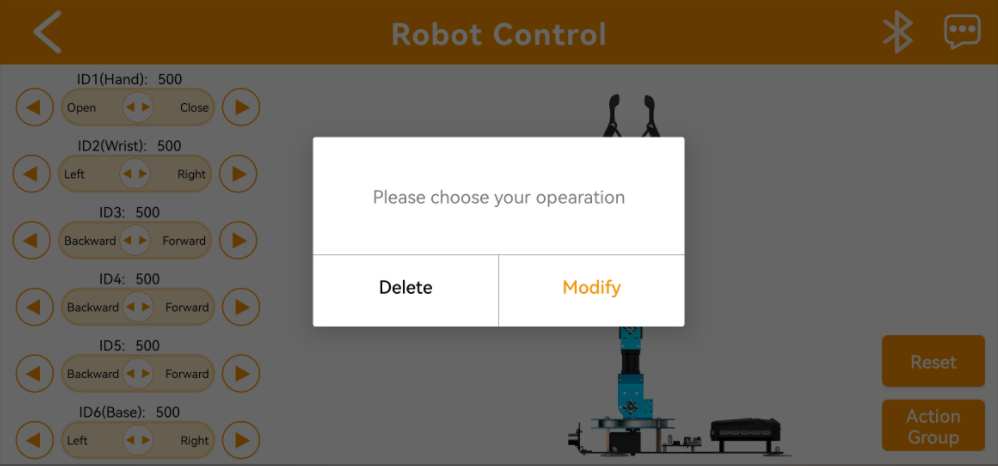 Robot Control
ID1(Hand): 500
Open Close
ID2(Wrist): 500
Left Right
ID3: 500
Backward Forward
ID4: 500
Backward Forward
ID5: 500
Backward Forward
ID6(Base): 500
Left Right
Please choose your opearation
Delete Modify
Reset
Action
Group